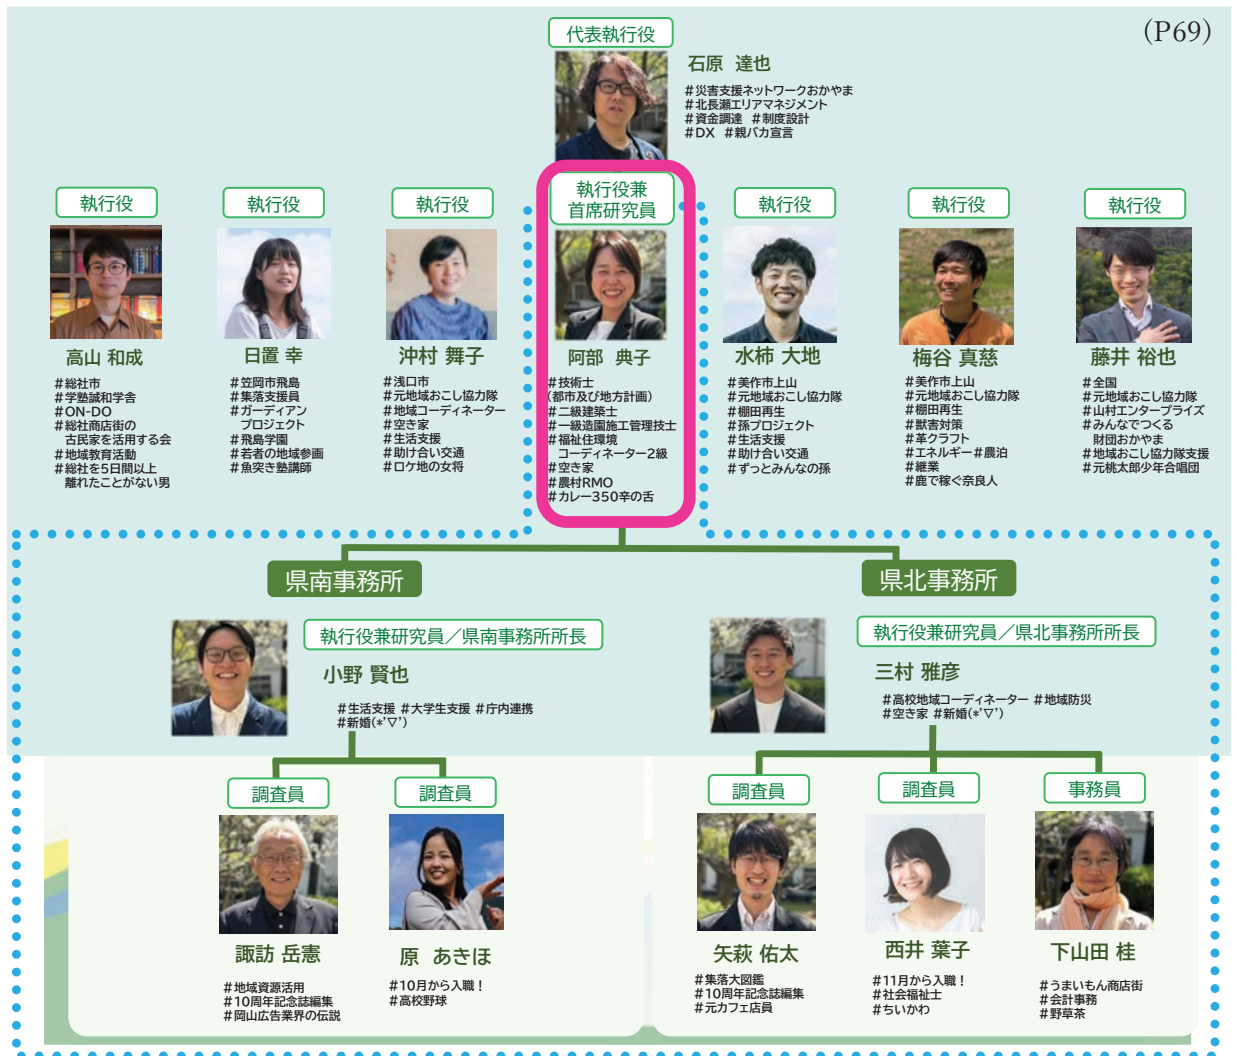 (P69)
代表執行役
石原 達也
#災害支援ネットワークおかやま
#北長瀬エリアマネジメント
#資金調達 #制度設計
#DX #親バカ宣言
執行役
高山 和成
#総社市
#学塾誠和学舎
#ON-DO
#総社商店街の
古民家を活用する会
#地域教育活動
#総社を5日間以上
離れたことがない男
執行役
日置 幸
#笠岡市飛島
#集落支援員
#ガーディアン
プロジェクト
#飛島学園
#若者の地域参画
#魚突き塾講師
執行役
沖村 舞子
#浅口市
#元地域おこし協力隊
#地域コーディネーター
#空き家
#生活支援
#助け合い交通
#ロケ地の女将
執行役兼
首席研究員
阿部 典子
#技術士
(都市及び地方計画)
#二級建築士
#一級造園施工管理技士
#福祉住環境
コーディネーター2級
#空き家
#農村RMO
#カレー350辛の舌
執行役
水柿 大地
#美作市上山
#元地域おこし協力隊
#棚田再生
#孫プロジェクト
#生活支援
#助け合い交通
#ずっとみんなの孫
執行役
梅谷 真慈
#美作市上山
#元地域おこし協力隊
#棚田再生
#獣害対策
#革クラフト
#エネルギー#農泊
#継業
#鹿で稼ぐ奈良人
執行役
藤井 裕也
#全国
#元地域おこし協力隊
#山村エンタープライズ
#みんなでつくる
財団おかやま
#地域おこし協力隊支援
#元桃太郎少年合唱団
県南事務所
執行役兼研究員／県南事務所所長
小野 賢也
#生活支援 #大学生支援 #庁内連携
#新婚(*'▽')
県北事務所
執行役兼研究員／県北事務所所長
三村 雅彦
#高校地域コーディネーター #地域防災
#空き家 #新婚(*'▽')
調査員
諏訪 岳憲
#地域資源活用
#10周年記念誌編集
#岡山広告業界の伝説
調査員
原 あきほ
#10月から入職！
#高校野球
調査員
矢萩 佑太
#集落大図鑑
#10周年記念誌編集
#元カフェ店員
調査員
西井 葉子
#11月から入職！
#社会福祉士
#ちいかわ
事務員
下山田 桂
#うまいもん商店街
#会計事務
#野草茶